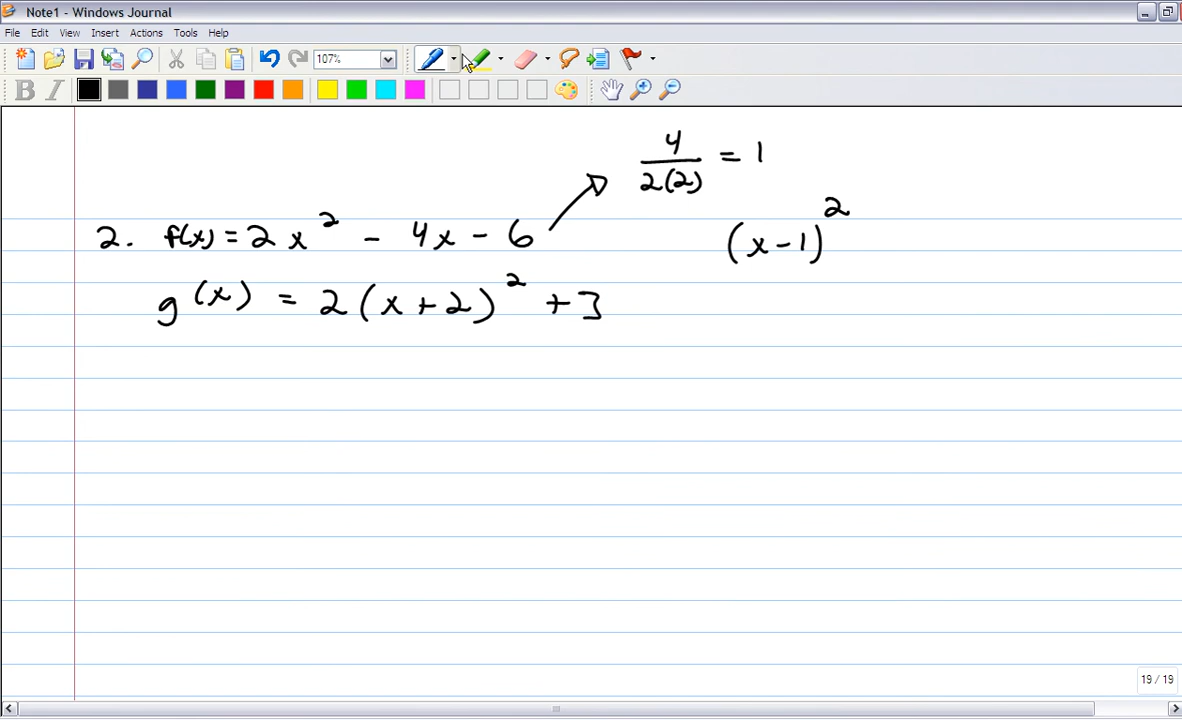 Note1 - Windows Journal
File Edit View Insert Actions Tools Help
107%
B I
4/2(2) = 1
2. f(x) = 2x² - 4x - 6
(x-1)²
g(x) = 2(x+2)² + 3
19 / 19